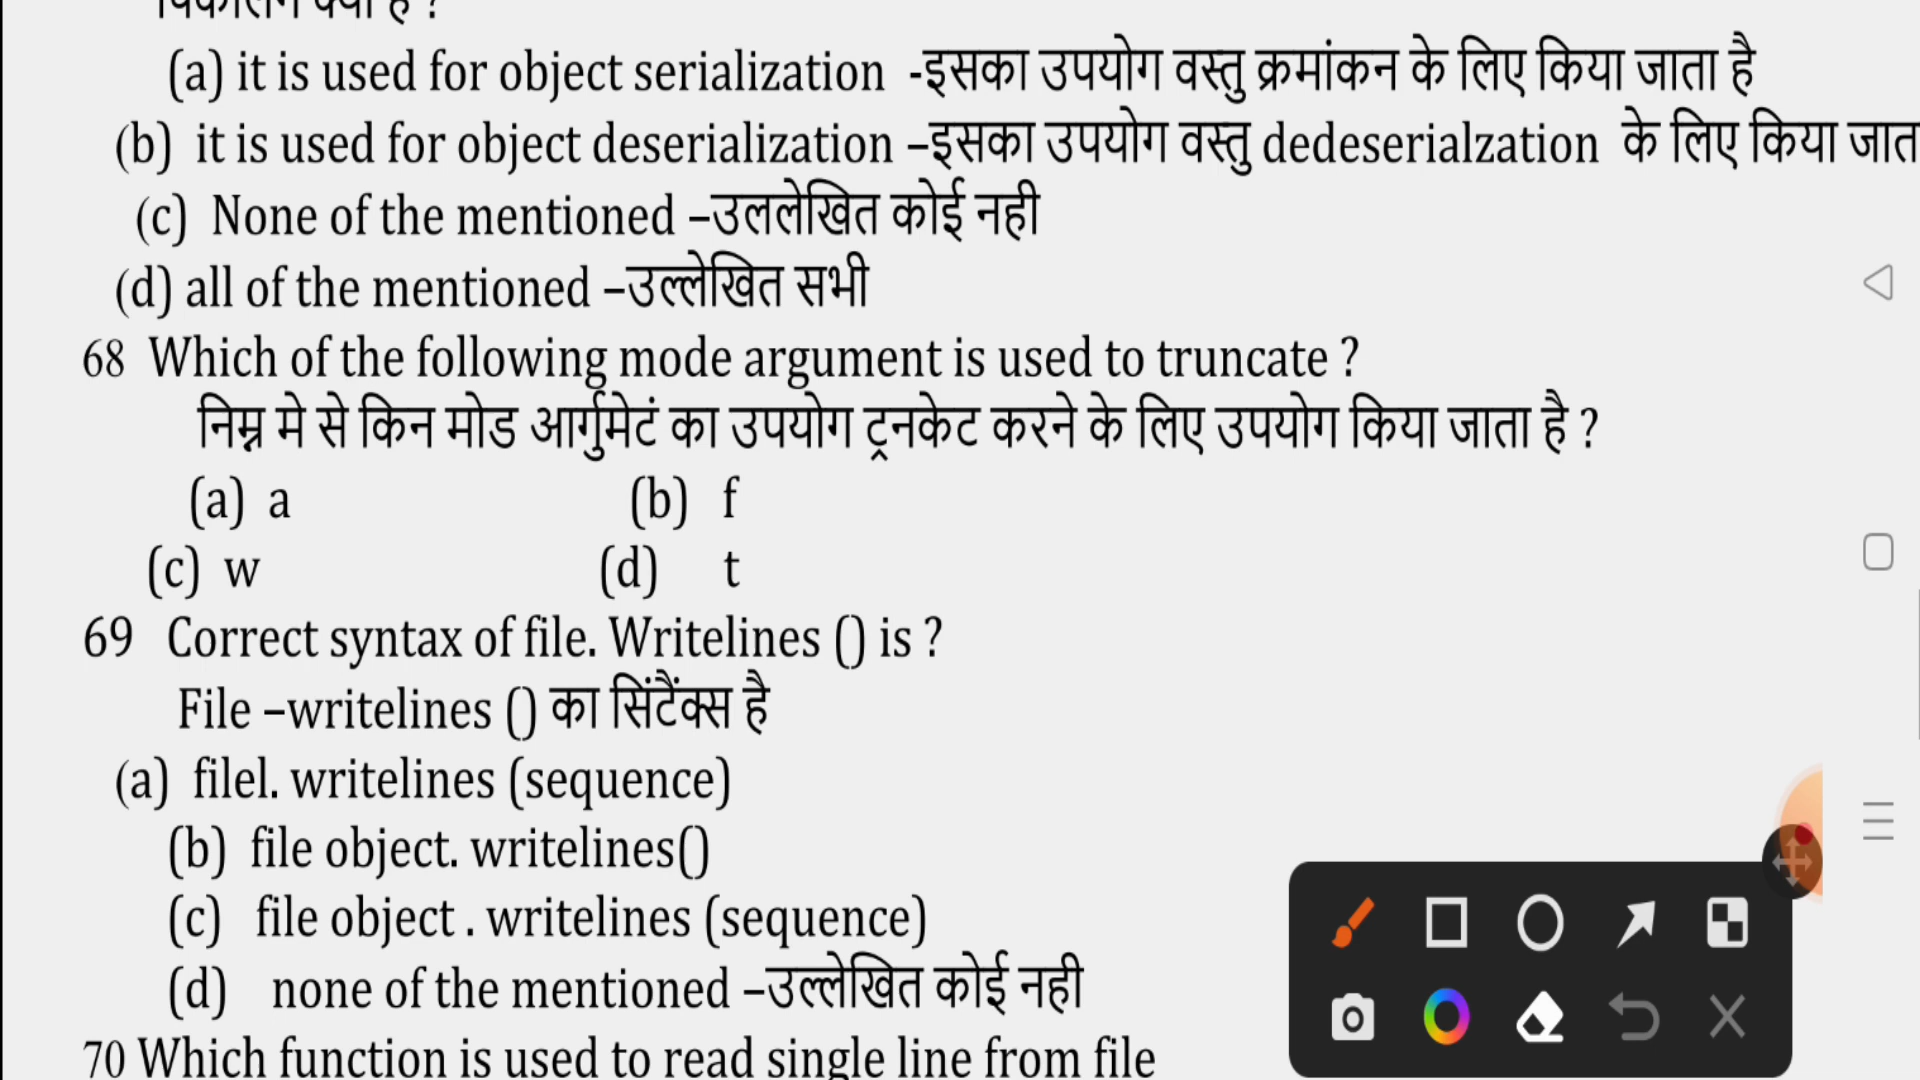 पिकलिंग क्या है ?
(a) it is used for object serialization -इसका उपयोग वस्तु क्रमांकन के लिए किया जाता है
(b) it is used for object deserialization –इसका उपयोग वस्तु dedeserialzation के लिए किया जात
(c) None of the mentioned –उललेखित कोई नही
(d) all of the mentioned –उल्लेखित सभी
68 Which of the following mode argument is used to truncate ?
निम्न मे से किन मोड आर्गुमेटं का उपयोग ट्रनकेट करने के लिए उपयोग किया जाता है ?
(a) a (b) f
(c) w (d) t
69 Correct syntax of file. Writelines () is ?
File –writelines () का सिंटैंक्स है
(a) filel. writelines (sequence)
(b) file object. writelines()
(c) file object . writelines (sequence)
(d) none of the mentioned –उल्लेखित कोई नही
70 Which function is used to read single line from file